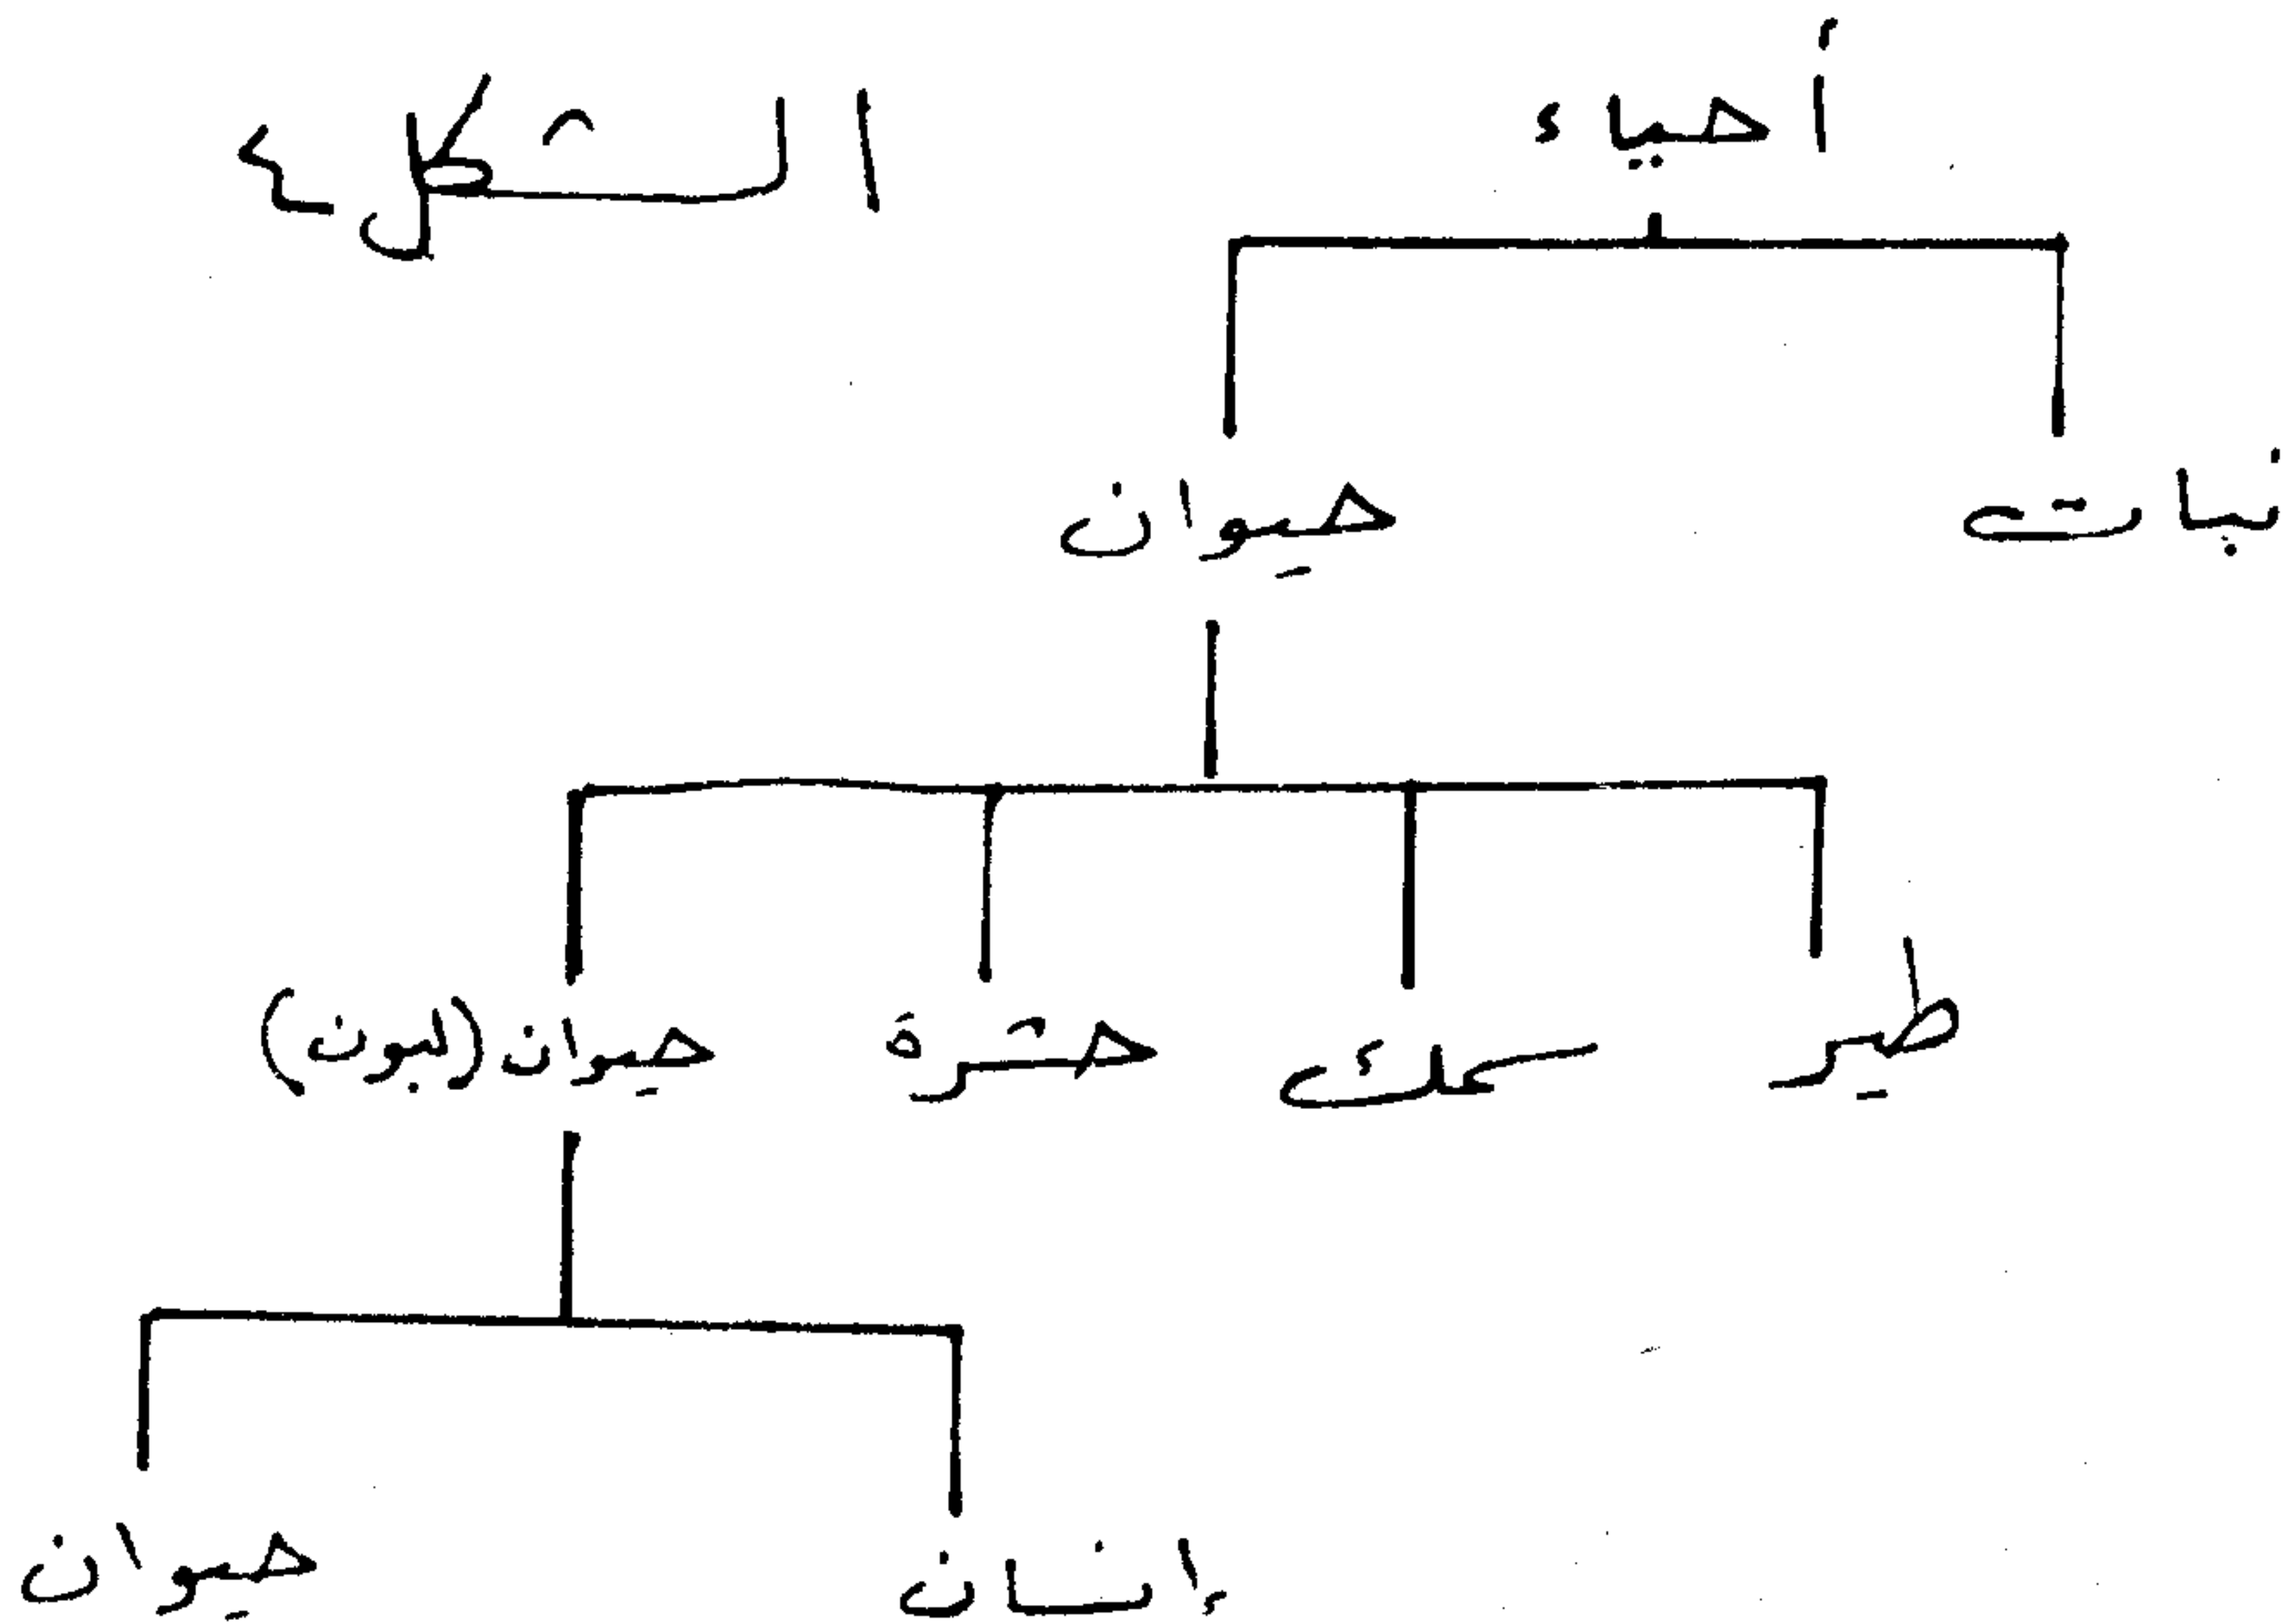 أحياء
الشكل ٤
نبات
حيوان
طير
سمك
حشرة
حيوان (لبون)
إنسان
حيوان